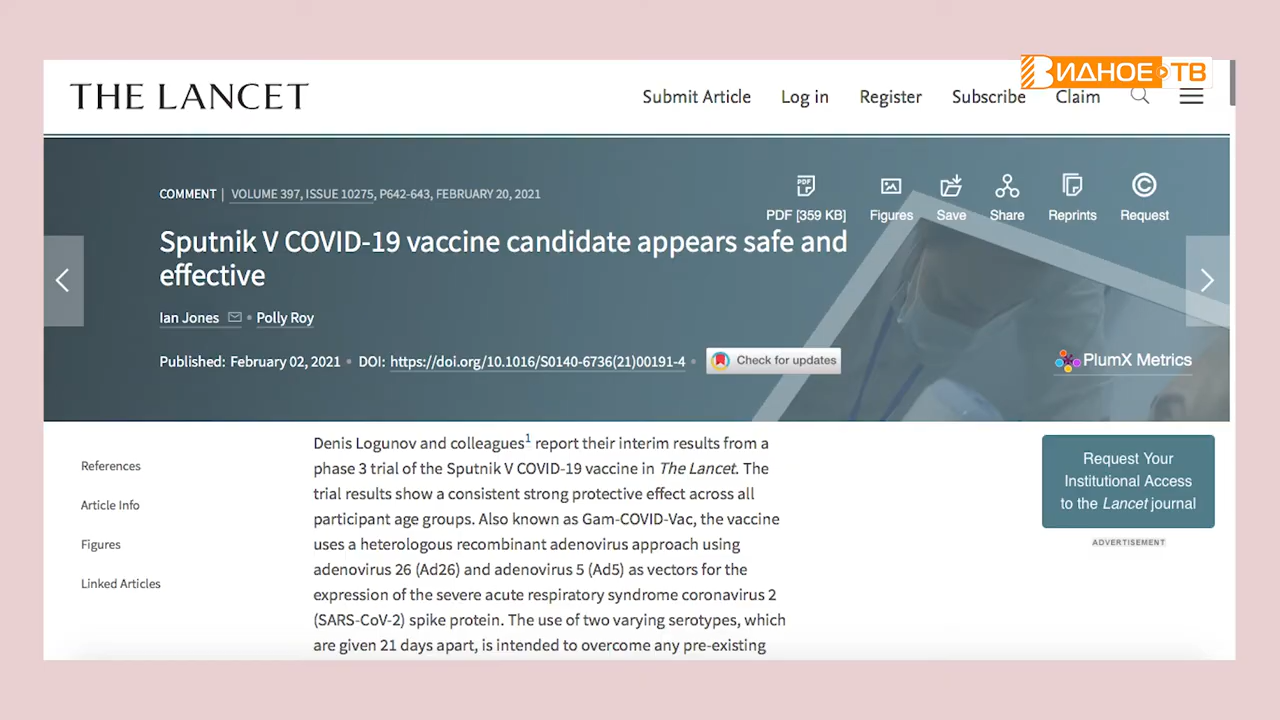 ВИДНОЕ ТВ
THE LANCET
Submit Article Log in Register Subscribe Claim
COMMENT | VOLUME 397, ISSUE 10275, P642-643, FEBRUARY 20, 2021
PDF [359 KB] Figures Save Share Reprints Request
Sputnik V COVID-19 vaccine candidate appears safe and
effective
Ian Jones • Polly Roy
Published: February 02, 2021 • DOI: https://doi.org/10.1016/S0140-6736(21)00191-4 •
Check for updates
PlumX Metrics
References
Article Info
Figures
Linked Articles
Denis Logunov and colleagues1 report their interim results from a
phase 3 trial of the Sputnik V COVID-19 vaccine in The Lancet. The
trial results show a consistent strong protective effect across all
participant age groups. Also known as Gam-COVID-Vac, the vaccine
uses a heterologous recombinant adenovirus approach using
adenovirus 26 (Ad26) and adenovirus 5 (Ad5) as vectors for the
expression of the severe acute respiratory syndrome coronavirus 2
(SARS-CoV-2) spike protein. The use of two varying serotypes, which
are given 21 days apart, is intended to overcome any pre-existing
Request Your
Institutional Access
to the Lancet journal
ADVERTISEMENT